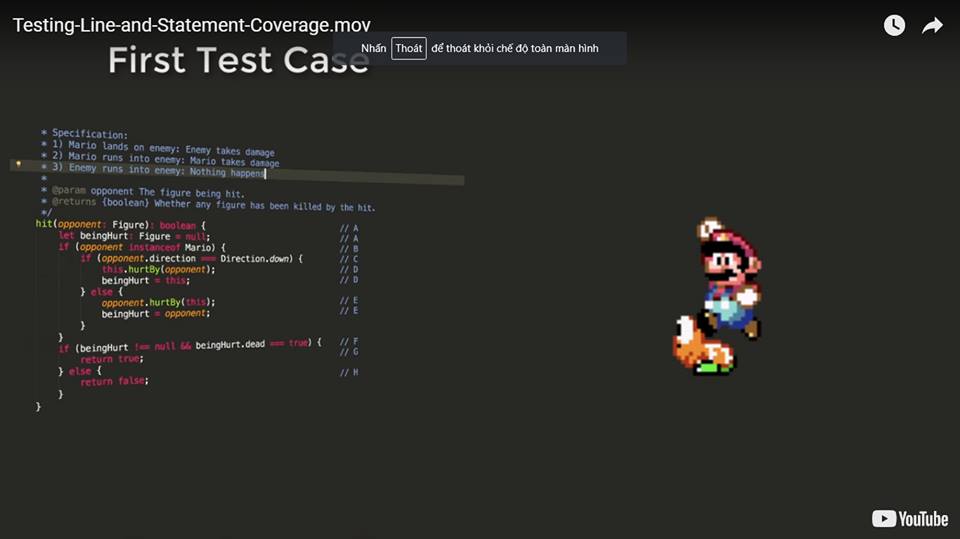 Testing-Line-and-Statement-Coverage.mov
Nhấn Thoát để thoát khỏi chế độ toàn màn hình
First Test Case
* Specification:
* 1) Mario lands on enemy: Enemy takes damage
* 2) Mario runs into enemy: Mario takes damage
* 3) Enemy runs into enemy: Nothing happens
*
* @param opponent The figure being hit.
* @returns {boolean} Whether any figure has been killed by the hit.
*/
hit(opponent: Figure): boolean { // A
let beingHurt: Figure = null; // A
if (opponent instanceof Mario) { // B
if (opponent.direction === Direction.down) { // C
this.hurtBy(opponent); // D
beingHurt = this; // D
} else {
opponent.hurtBy(this); // E
beingHurt = opponent; // E
}
}
if (beingHurt !== null && beingHurt.dead === true) { // F
return true; // G
} else {
return false; // H
}
}
YouTube